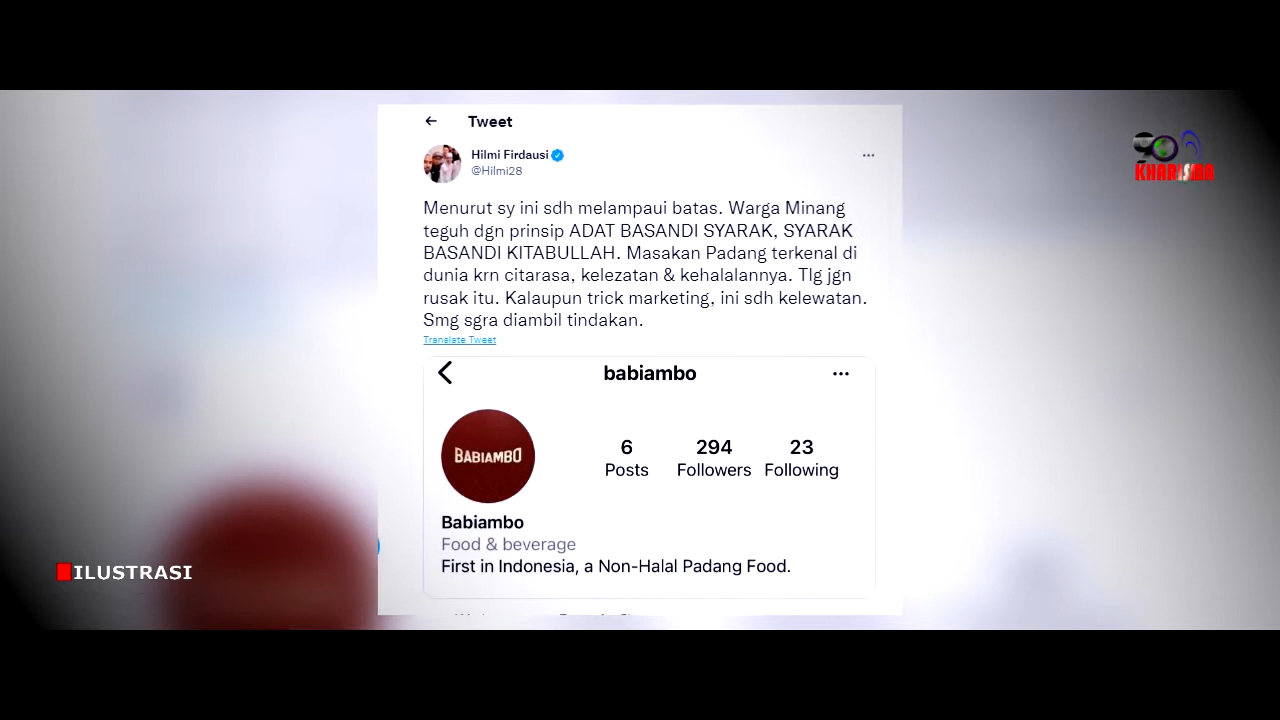 Tweet
Hilmi Firdausi
@Hilmi28
KHARISMA
Menurut sy ini sdh melampaui batas. Warga Minang
teguh dgn prinsip ADAT BASANDI SYARAK, SYARAK
BASANDI KITABULLAH. Masakan Padang terkenal di
dunia krn citarasa, kelezatan & kehalalannya. Tlg jgn
rusak itu. Kalaupun trick marketing, ini sdh kelewatan.
Smg sgra diambil tindakan.
Translate Tweet
babiambo
BABIAMBO
6 294 23
Posts Followers Following
Babiambo
Food & beverage
First in Indonesia, a Non-Halal Padang Food.
ILUSTRASI